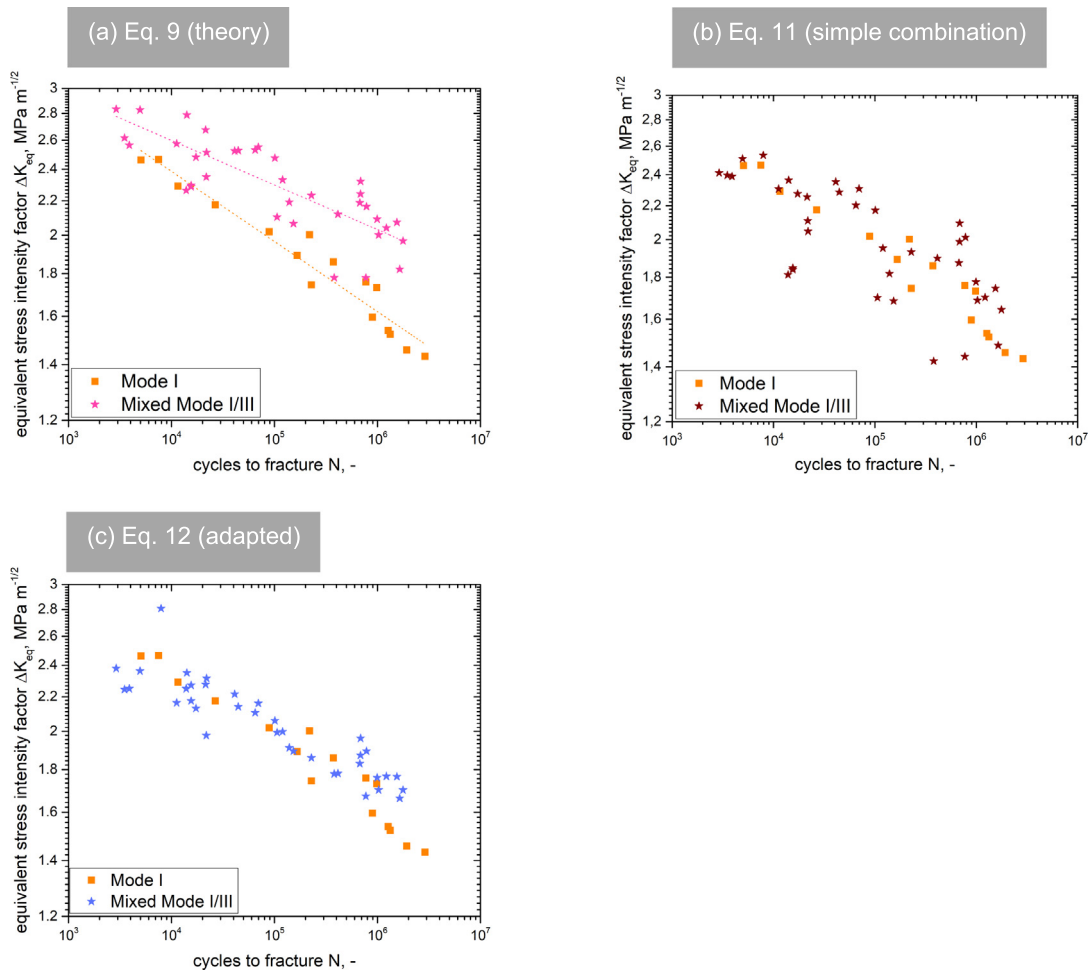 (a) Eq. 9 (theory)
equivalent stress intensity factor ΔKeq, MPa m-1/2
3
2.8
2.6
2.4
2.2
2
1.8
1.6
1.4
1.2
Mode I
Mixed Mode I/III
10³ 10⁴ 10⁵ 10⁶ 10⁷
cycles to fracture N, -
(b) Eq. 11 (simple combination)
equivalent stress intensity factor ΔKeq, MPa m-1/2
3
2.8
2.6
2.4
2.2
2
1.8
1.6
1.4
1,2
Mode I
Mixed Mode I/III
10³ 10⁴ 10⁵ 10⁶ 10⁷
cycles to fracture N, -
(c) Eq. 12 (adapted)
equivalent stress intensity factor ΔKeq, MPa m-1/2
3
2.8
2.6
2.4
2.2
2
1.8
1.6
1.4
1.2
Mode I
Mixed Mode I/III
10³ 10⁴ 10⁵ 10⁶ 10⁷
cycles to fracture N, -